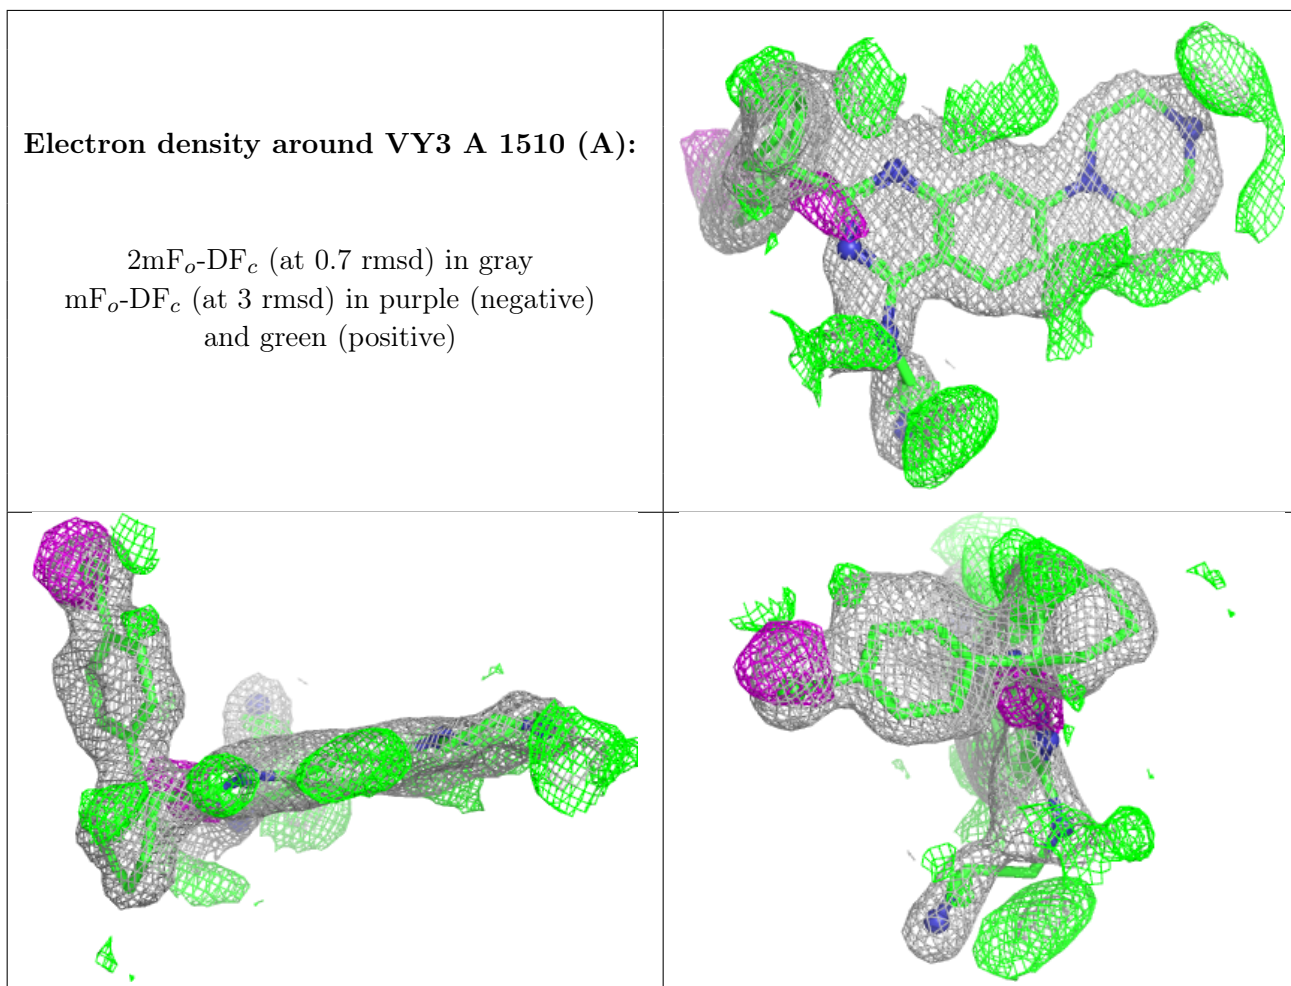 Electron density around VY3 A 1510 (A):
2mFo-DFc (at 0.7 rmsd) in gray
mFo-DFc (at 3 rmsd) in purple (negative)
and green (positive)